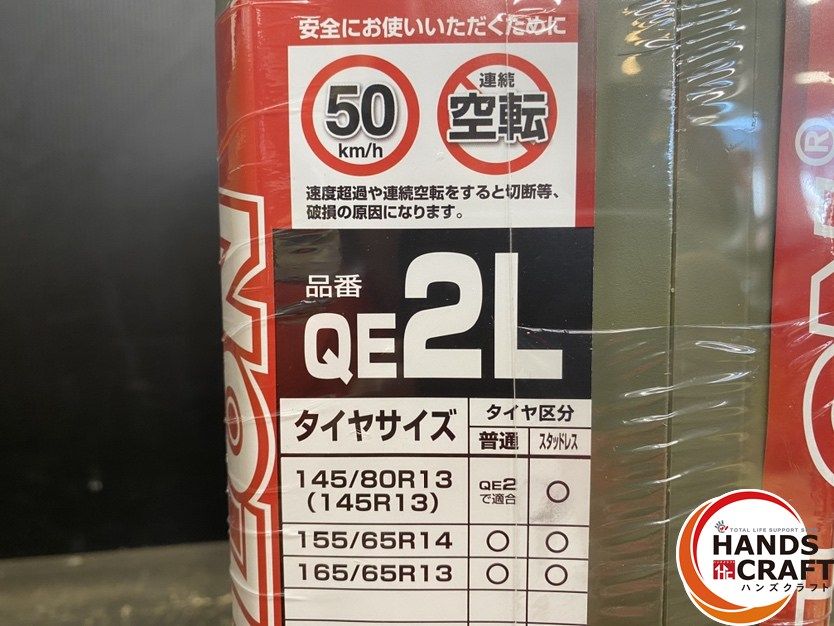 安全にお使いいただくために
50
km/h
連続
空転
速度超過や連続空転をすると切断等、
破損の原因になります。
品番
QE2L
タイヤサイズ
タイヤ区分
普通 スタッドレス
145/80R13
(145R13)
QE2
で適合
○
155/65R14 ○ ○
165/65R13 ○ ○
®
TOTAL LIFE SUPPORT
HANDS
CRAFT
ハンズクラフト